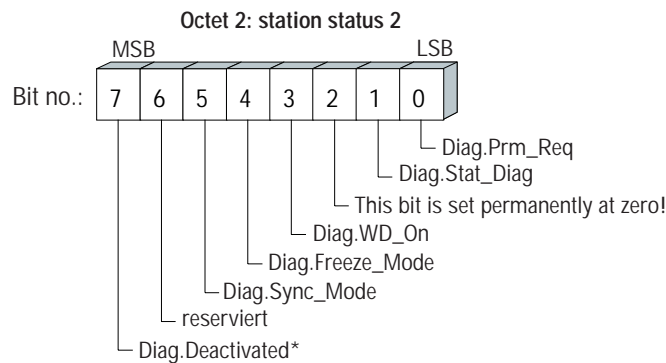 Octet 2: station status 2
MSB LSB
Bit no.: 7 6 5 4 3 2 1 0
Diag.Prm_Req
Diag.Stat_Diag
This bit is set permanently at zero!
Diag.WD_On
Diag.Freeze_Mode
Diag.Sync_Mode
reserviert
Diag.Deactivated*